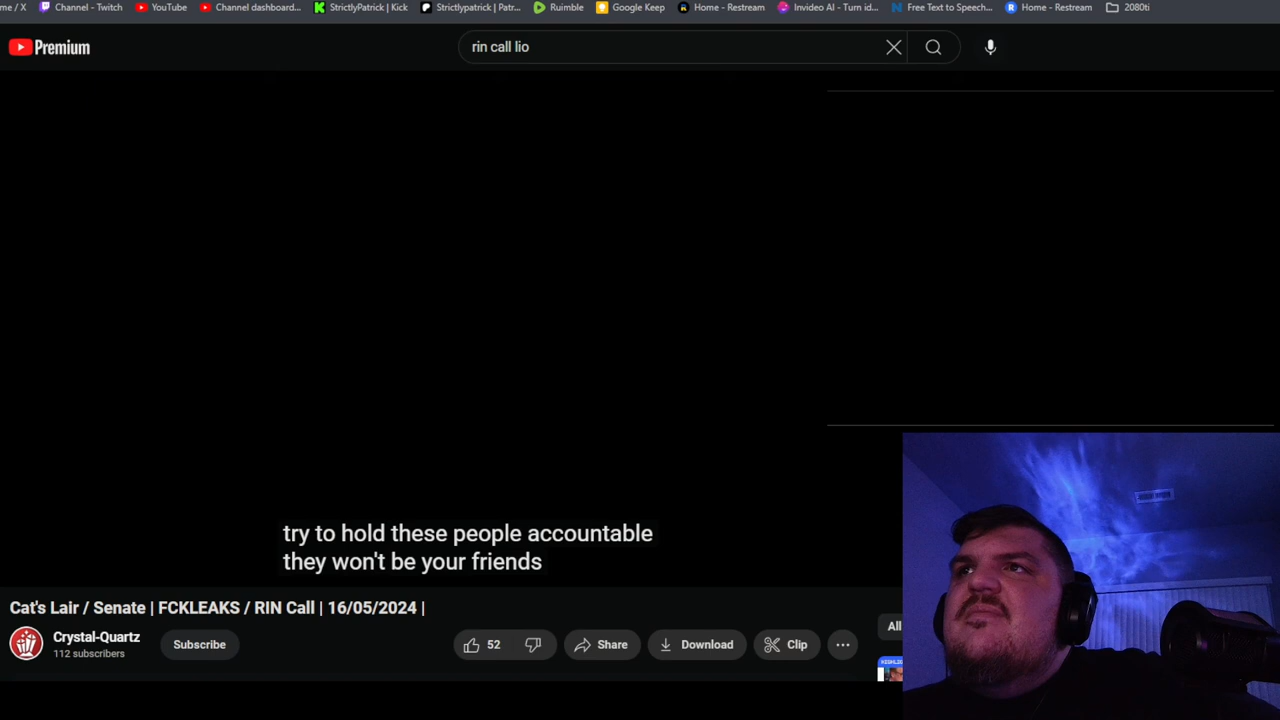 me / X
Channel - Twitch
YouTube
Channel dashboard...
StrictlyPatrick | Kick
Strictlypatrick | Patr...
Rumble
Google Keep
Home - Restream
Invideo AI - Turn id...
Free Text to Speech...
Home - Restream
2080ti
Premium
rin call lio
try to hold these people accountable
they won't be your friends
Cat's Lair / Senate | FCKLEAKS / RIN Call | 16/05/2024 |
Crystal-Quartz
112 subscribers
Subscribe
52
Share
Download
Clip
All